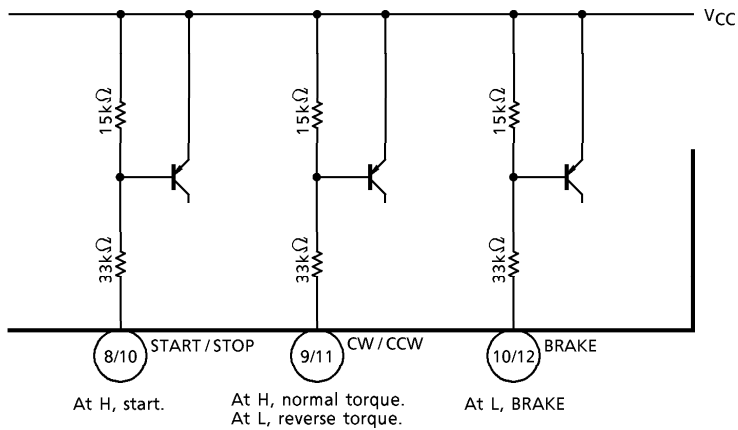 VCC
15kΩ
15kΩ
15kΩ
33kΩ
33kΩ
33kΩ
8/10 START / STOP
9/11 CW / CCW
10/12 BRAKE
At H, start.
At H, normal torque.
At L, reverse torque.
At L, BRAKE